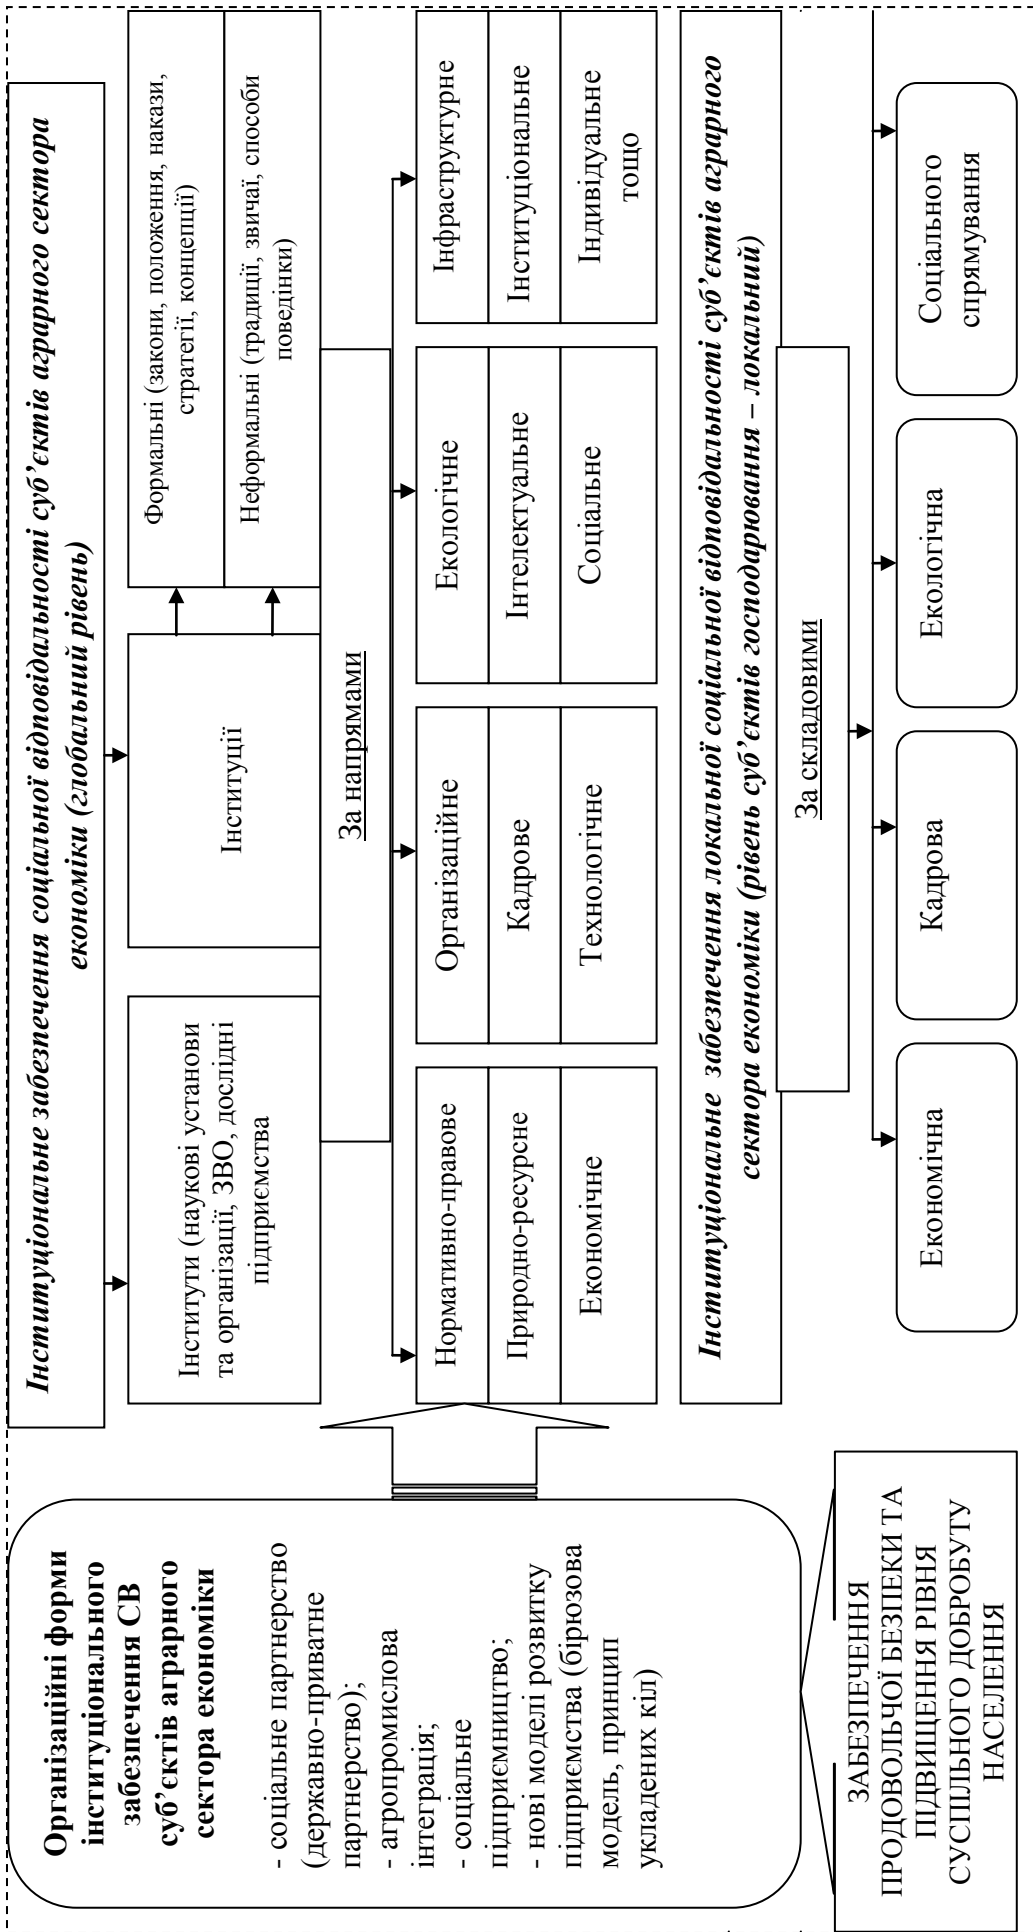 Інституціональне забезпечення соціальної відповідальності суб’єктів аграрного сектора
економіки (глобальний рівень)
Організаційні форми
інституціонального
забезпечення СВ
суб’єктів аграрного
сектора економіки
- соціальне партнерство
(державно-приватне
партнерство);
- агропромислова
інтеграція;
- соціальне
підприємництво;
- нові моделі розвитку
підприємства (бірюзова
модель, принцип
укладених кіл)
Інститути (наукові установи
та організації, ЗВО, дослідні
підприємства
Інституції
Формальні (закони, положення, накази,
стратегії, концепції)
Неформальні (традиції, звичаї, способи
поведінки)
За напрямами
Нормативно-правове
Природно-ресурсне
Економічне
Організаційне
Кадрове
Технологічне
Екологічне
Інтелектуальне
Соціальне
Інфраструктурне
Інституціональне
Індивідуальне
тощо
Інституціональне забезпечення локальної соціальної відповідальності суб’єктів аграрного
сектора економіки (рівень суб’єктів господарювання – локальний)
За складовими
Економічна
Кадрова
Екологічна
Соціального
спрямування
ЗАБЕЗПЕЧЕННЯ
ПРОДОВОЛЬЧОЇ БЕЗПЕКИ ТА
ПІДВИЩЕННЯ РІВНЯ
СУСПІЛЬНОГО ДОБРОБУТУ
НАСЕЛЕННЯ